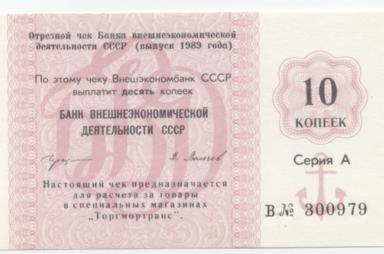 Отрезной чек Банка внешнеэкономической
деятельности СССР (выпуск 1989 года)
По этому чеку Внешэкономбанк СССР
выплатит десять копеек
БАНК ВНЕШНЕЭКОНОМИЧЕСКОЙ
ДЕЯТЕЛЬНОСТИ СССР
Настоящий чек предназначается
для расчета за товары
в специальных магазинах
„Торгмортранс".
10
КОПЕЕК
Серия А
В № 300979